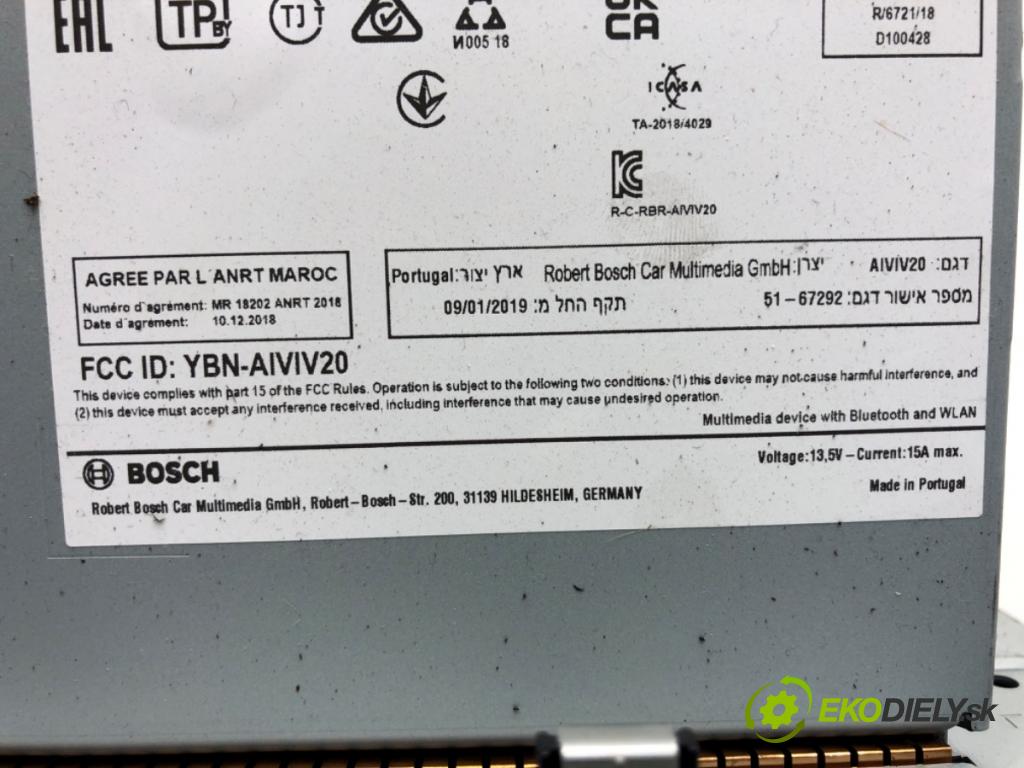 EAC
TP BY
TJT
И005 18
UK
CA
R/6721/18
D100428
ICASA
TA-2018/4029
R-C-RBR-AIVIV20
AGREE PAR L´ANRT MAROC
Numéro d´agrément: MR 18202 ANRT 2018
Date d´agrément: 10.12.2018
דגם: AIVIV20 יצרן: Robert Bosch Car Multimedia GmbH ארץ יצור: Portugal
מספר אישור דגם: 51-67292 תקף החל מ: 09/01/2019
FCC ID: YBN-AIVIV20
This device complies with part 15 of the FCC Rules. Operation is subject to the following two conditions: (1) this device may not cause harmful interference, and
(2) this device must accept any interference received, including interference that may cause undesired operation.
Multimedia device with Bluetooth and WLAN
BOSCH
Voltage:13,5V-Current:15A max.
Robert Bosch Car Multimedia GmbH, Robert-Bosch-Str. 200, 31139 HILDESHEIM, GERMANY
Made in Portugal
EKODIELY.sk